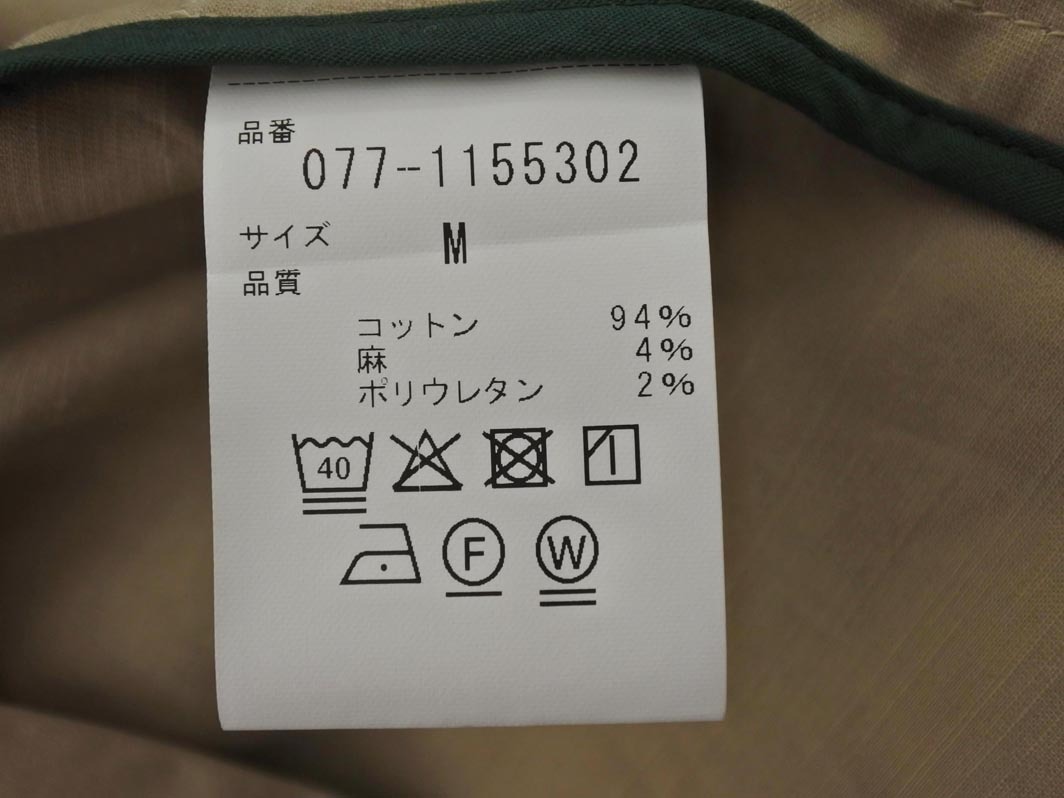 品番
077-1155302
サイズ M
品質
コットン 94%
麻 4%
ポリウレタン 2%
40
F W